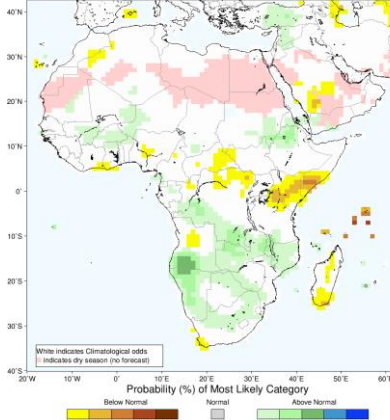 40°N
30°N
20°N
10°N
0°
10°S
20°S
30°S
40°S
White indicates Climatological odds
indicates dry season (no forecast)
20°W 10°W 0° 10°E 20°E 30°E 40°E 50°E 60°E
Probability (%) of Most Likely Category
Below Normal Normal Above Normal